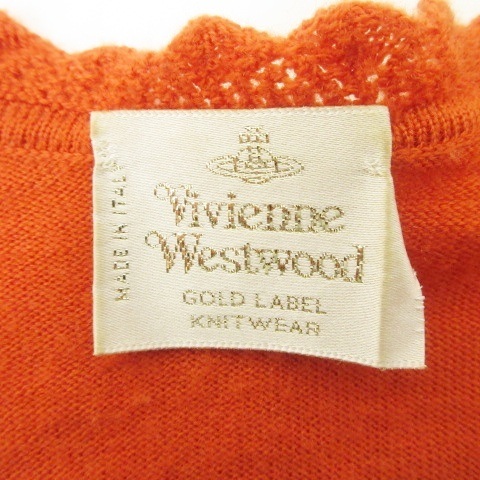 Vivienne
Westwood
GOLD LABEL
KNITWEAR
MADE IN ITALY